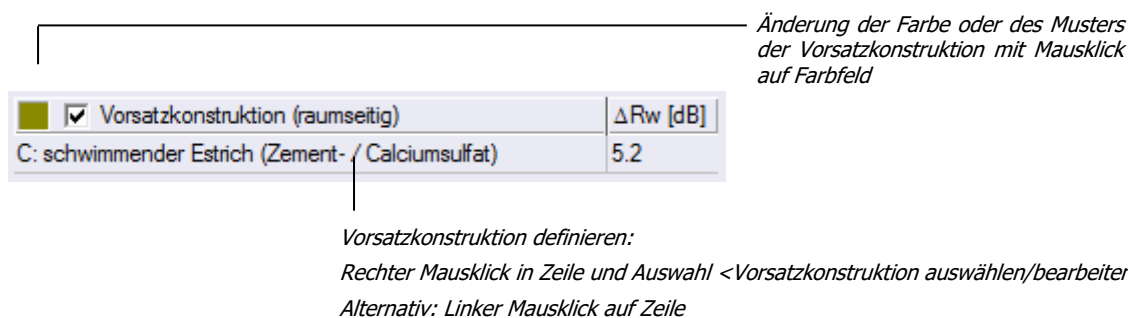 Änderung der Farbe oder des Musters
der Vorsatzkonstruktion mit Mausklick
auf Farbfeld
Vorsatzkonstruktion (raumseitig) ΔRw [dB]
C: schwimmender Estrich (Zement- / Calciumsulfat) 5.2
Vorsatzkonstruktion definieren:
Rechter Mausklick in Zeile und Auswahl <Vorsatzkonstruktion auswählen/bearbeiter
Alternativ: Linker Mausklick auf Zeile